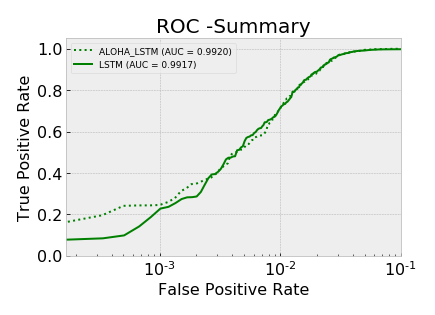 ROC -Summary
ALOHA_LSTM (AUC = 0.9920)
LSTM (AUC = 0.9917)
True Positive Rate
1.0
0.8
0.6
0.4
0.2
0.0
10⁻³
10⁻²
10⁻¹
False Positive Rate